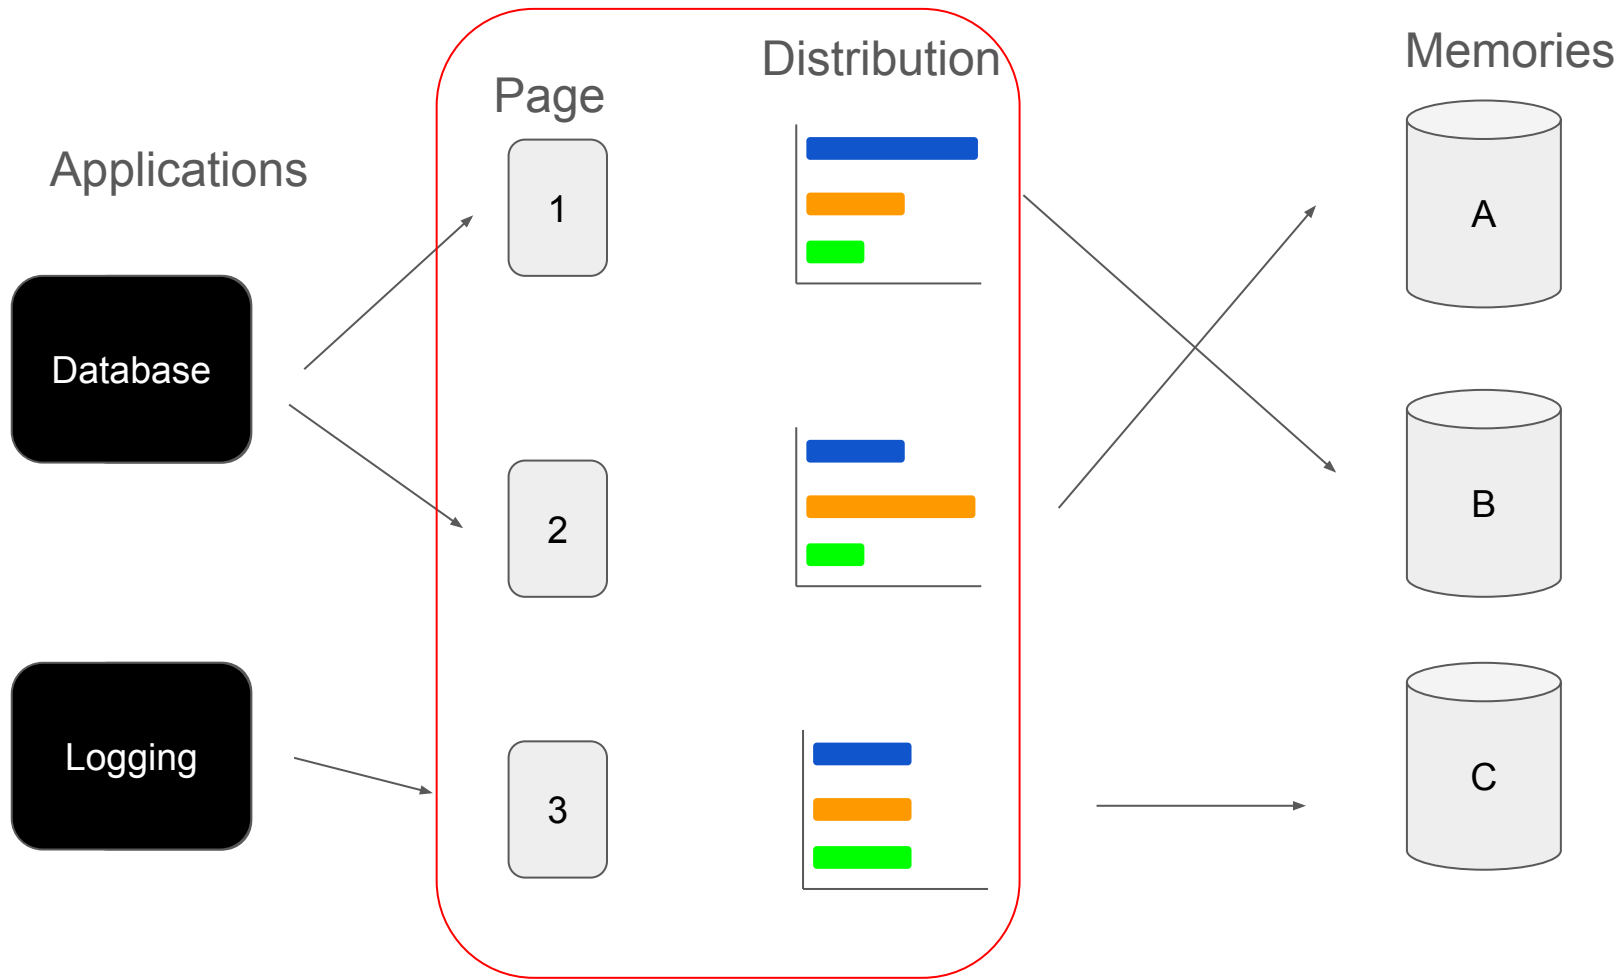 Applications
Page
Distribution
Memories
Database
Logging
1
2
3
A
B
C